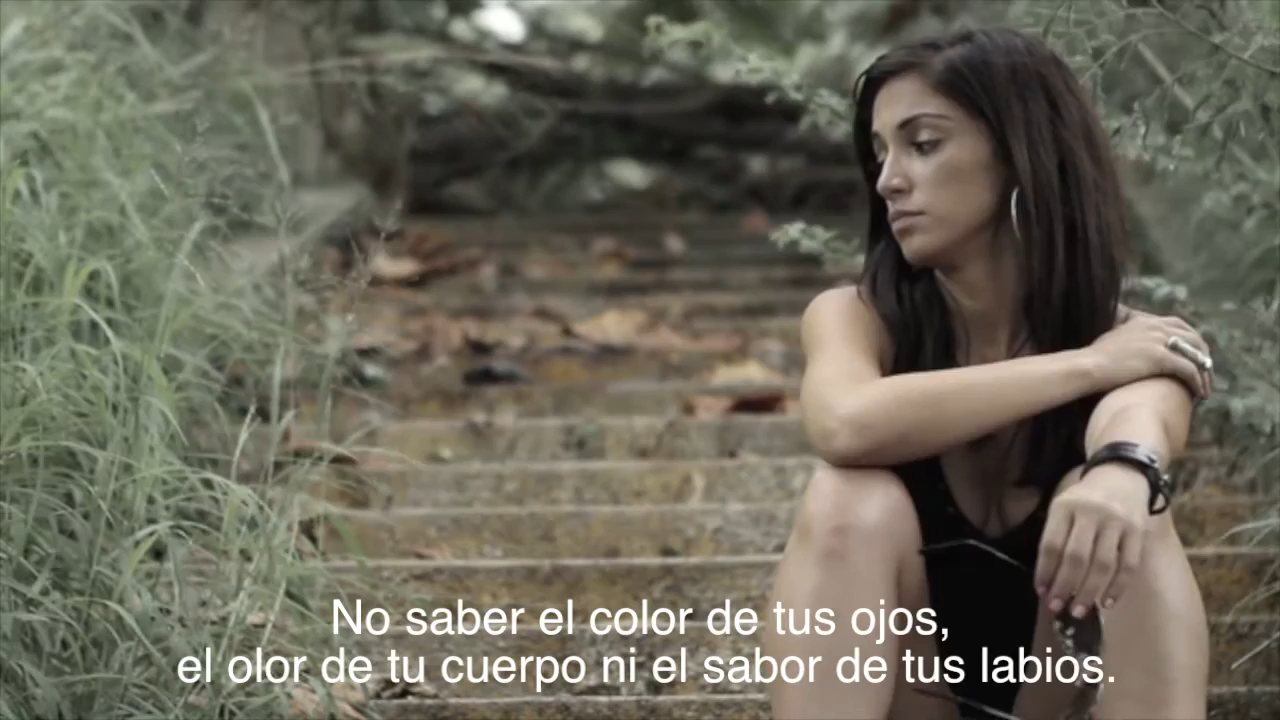 No saber el color de tus ojos,
el olor de tu cuerpo ni el sabor de tus labios.